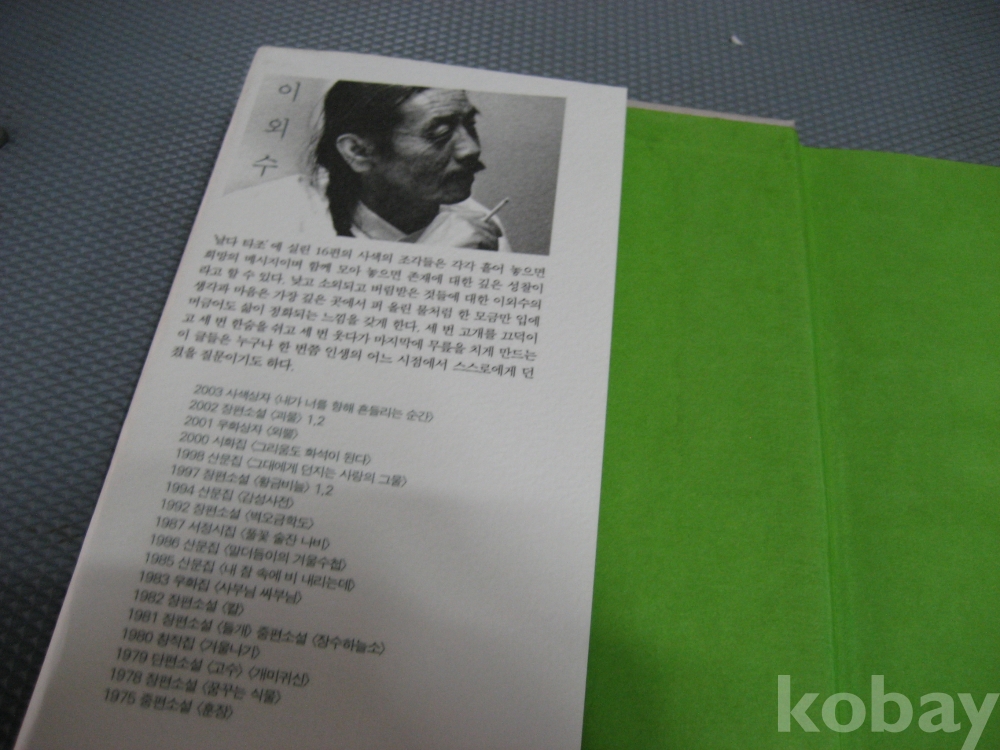 이
외
수
날다 타조'에 실린 16편의 사색의 조각들은 각각 흩어 놓으면
희망의 메시지이며 함께 모아 놓으면 존재에 대한 깊은 성찰이
라고 할 수 있다. 낮고 소외되고 버림받은 것들에 대한 이외수의
생각과 마음은 가장 깊은 곳에서 퍼 올린 물처럼 한 모금만 입에
머금어도 삶이 정화되는 느낌을 갖게 한다. 세 번 고개를 끄덕이
고 세 번 한숨을 쉬고 세 번 웃다가 마지막에 무릎을 치게 만드는
이 글들은 누구나 한 번쯤 인생의 어느 시점에서 스스로에게 던
졌을 질문이기도 하다.
2003 사색상자 〈내가 너를 향해 흔들리는 순간〉
2002 장편소설 〈괴물〉 1,2
2001 우화상자 〈외뿔〉
2000 시화집 〈그리움도 화석이 된다〉
1998 산문집 〈그대에게 던지는 사랑의 그물〉
1997 장편소설 〈황금비늘〉 1,2
1994 산문집 〈감성사전〉
1992 장편소설 〈벽오금학도〉
1987 서정시집 〈풀꽃 술잔 나비〉
1986 산문집 〈말더듬이의 겨울수첩〉
1985 산문집 〈내 잠 속에 비 내리는데〉
1983 우화집 〈사부님 싸부님〉
1982 장편소설 〈칼〉
1981 장편소설 〈들개〉 중편소설 〈장수하늘소〉
1980 창작집 〈겨울나기〉
1979 단편소설 〈고수〉 〈개미귀신〉
1978 장편소설 〈꿈꾸는 식물〉
1975 중편소설 〈훈장〉
kobay